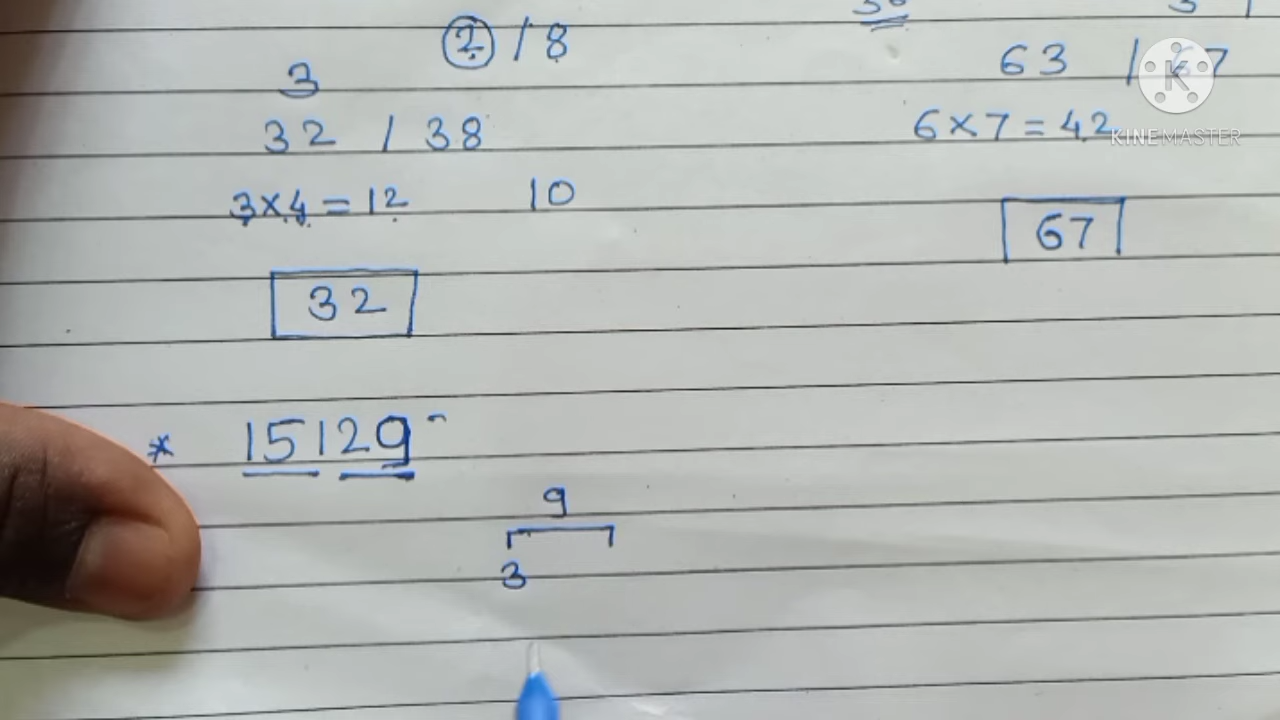 2 / 8
3
32 / 38
3×4 = 12 10
32
63 / 67
6×7 = 42
KINEMASTER
67
* 15129
9
3